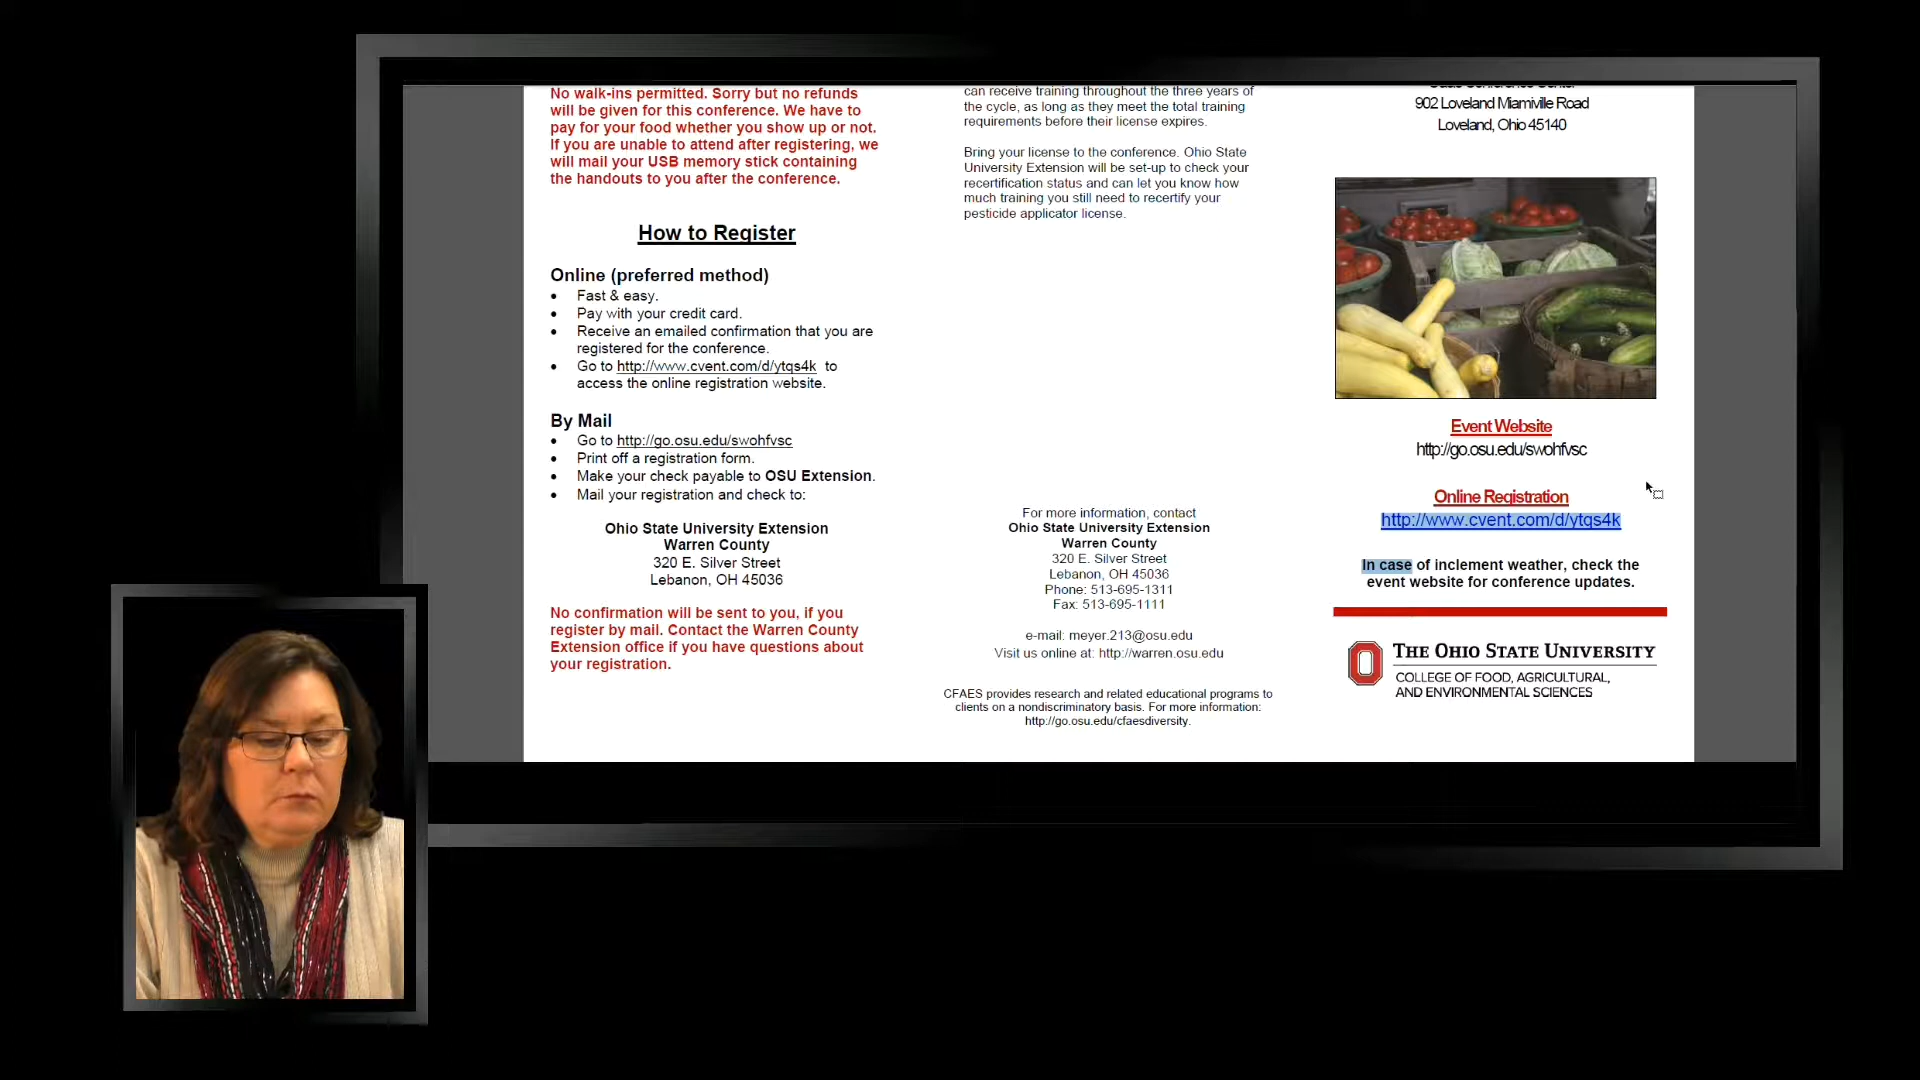 No walk-ins permitted. Sorry but no refunds
will be given for this conference. We have to
pay for your food whether you show up or not.
If you are unable to attend after registering, we
will mail your USB memory stick containing
the handouts to you after the conference.
How to Register
Online (preferred method)
• Fast & easy.
• Pay with your credit card.
• Receive an emailed confirmation that you are
registered for the conference.
• Go to http://www.cvent.com/d/ytqs4k to
access the online registration website.
By Mail
• Go to http://go.osu.edu/swohfvsc
• Print off a registration form.
• Make your check payable to OSU Extension.
• Mail your registration and check to:
Ohio State University Extension
Warren County
320 E. Silver Street
Lebanon, OH 45036
No confirmation will be sent to you, if you
register by mail. Contact the Warren County
Extension office if you have questions about
your registration.
can receive training throughout the three years of
the cycle, as long as they meet the total training
requirements before their license expires.
Bring your license to the conference. Ohio State
University Extension will be set-up to check your
recertification status and can let you know how
much training you still need to recertify your
pesticide applicator license.
For more information, contact
Ohio State University Extension
Warren County
320 E. Silver Street
Lebanon, OH 45036
Phone: 513-695-1311
Fax: 513-695-1111
e-mail: meyer.213@osu.edu
Visit us online at: http://warren.osu.edu
CFAES provides research and related educational programs to
clients on a nondiscriminatory basis. For more information:
http://go.osu.edu/cfaesdiversity.
902 Loveland Miamiville Road
Loveland, Ohio 45140
Event Website
http://go.osu.edu/swohfvsc
Online Registration
http://www.cvent.com/d/ytqs4k
In case of inclement weather, check the
event website for conference updates.
THE OHIO STATE UNIVERSITY
COLLEGE OF FOOD, AGRICULTURAL,
AND ENVIRONMENTAL SCIENCES